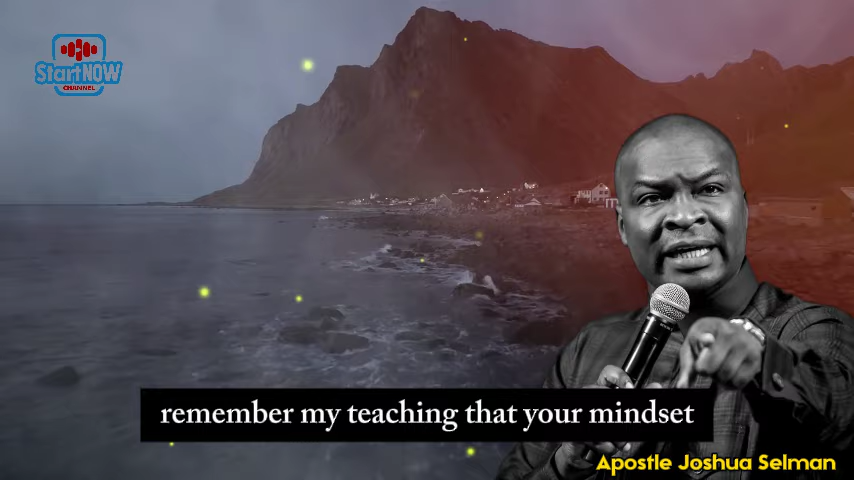 StartNOW
CHANNEL
remember my teaching that your mindset
Apostle Joshua Selman